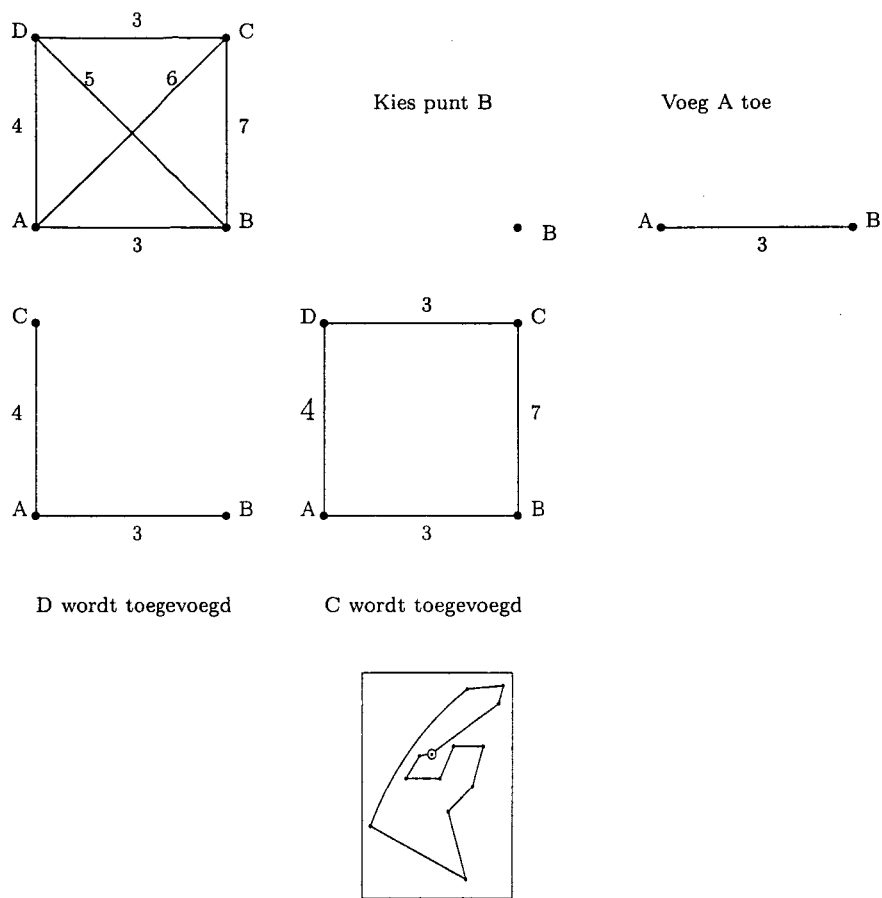 3
D C
5 6
4 7
A B
3
Kies punt B
B
Voeg A toe
A B
3
C
4
A B
3
D wordt toegevoegd
3
D C
4 7
A B
3
C wordt toegevoegd